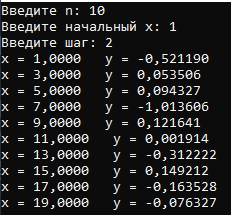 Введите n: 10
Введите начальный x: 1
Введите шаг: 2
x = 1,0000   y = -0,521190
x = 3,0000   y = 0,053506
x = 5,0000   y = 0,094327
x = 7,0000   y = -1,013606
x = 9,0000   y = 0,121641
x = 11,0000   y = 0,001914
x = 13,0000   y = -0,312222
x = 15,0000   y = 0,149212
x = 17,0000   y = -0,163528
x = 19,0000   y = -0,076327